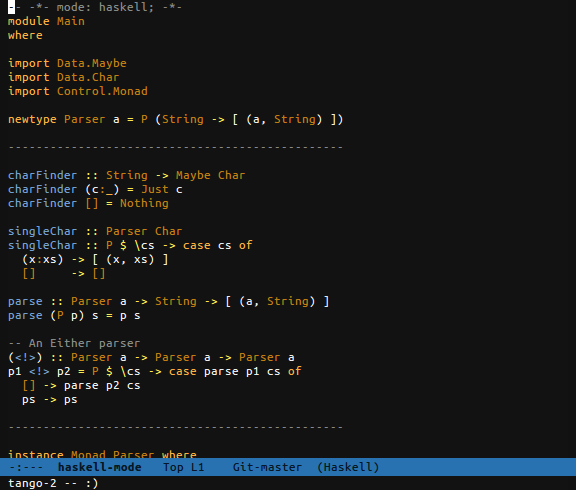 -- -*- mode: haskell; -*-
module Main
where

import Data.Maybe
import Data.Char
import Control.Monad

newtype Parser a = P (String -> [ (a, String) ])

------------------------------------------------

charFinder :: String -> Maybe Char
charFinder (c:_) = Just c
charFinder [] = Nothing

singleChar :: Parser Char
singleChar :: P $ \cs -> case cs of
  (x:xs) -> [ (x, xs) ]
  []     -> []

parse :: Parser a -> String -> [ (a, String) ]
parse (P p) s = p s

-- An Either parser
(<!>) :: Parser a -> Parser a -> Parser a
p1 <!> p2 = P $ \cs -> case parse p1 cs of
  [] -> parse p2 cs
  ps -> ps

------------------------------------------------

instance Monad Parser where
-:---  haskell-mode   Top L1    Git-master  (Haskell)
tango-2 -- :)